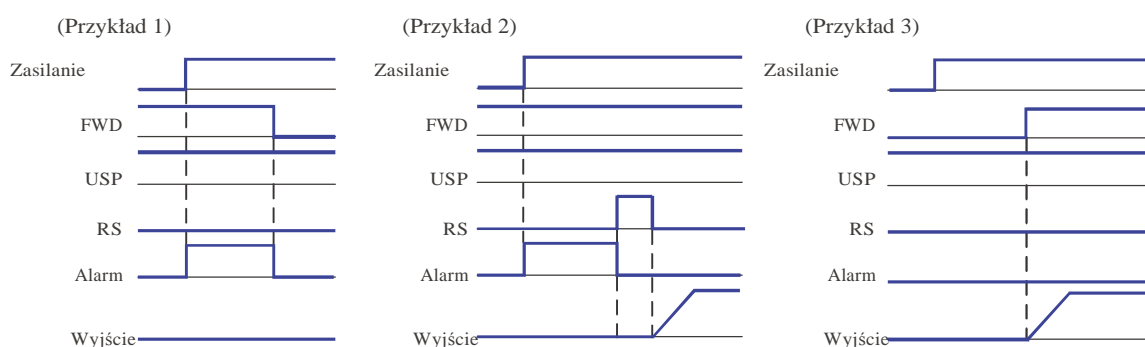 (Przykład 1)
Zasilanie
FWD
USP
RS
Alarm
Wyjście
(Przykład 2)
Zasilanie
FWD
USP
RS
Alarm
Wyjście
(Przykład 3)
Zasilanie
FWD
USP
RS
Alarm
Wyjście